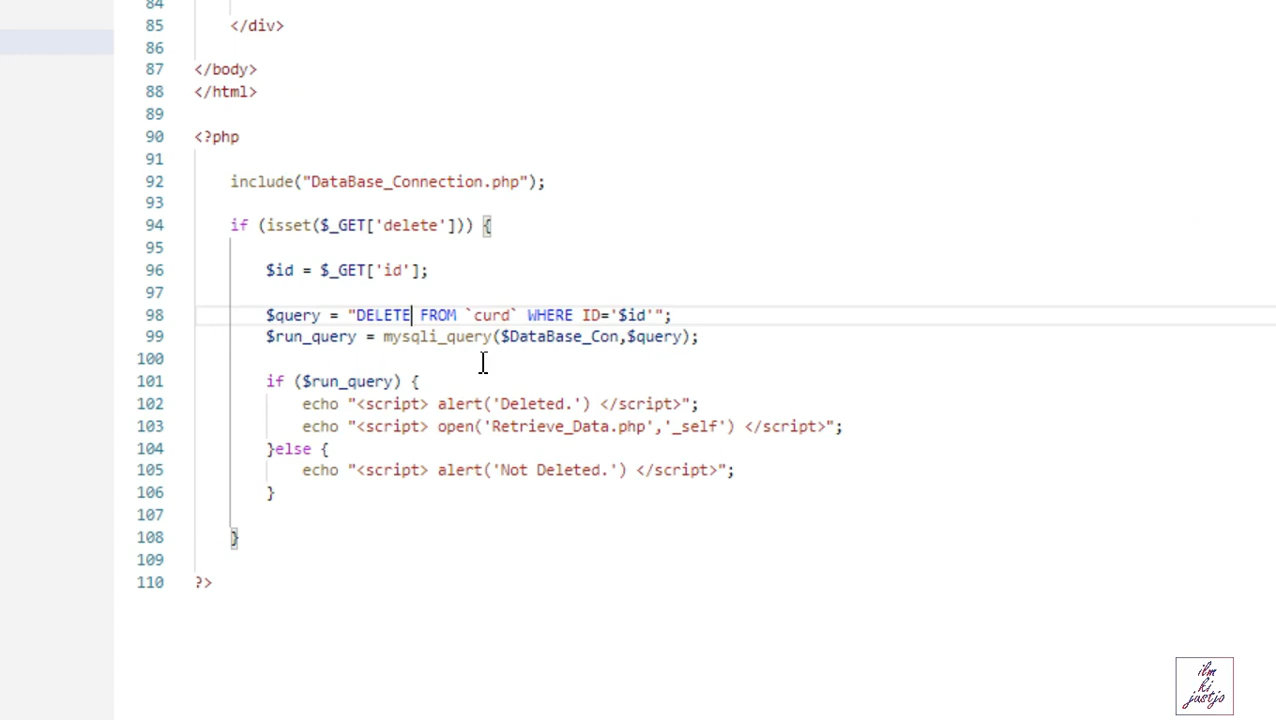 84
85 </div>
86
87 </body>
88 </html>
89
90 <?php
91
92 include("DataBase_Connection.php");
93
94 if (isset($_GET['delete'])) {
95
96 $id = $_GET['id'];
97
98 $query = "DELETE FROM `curd` WHERE ID='$id'";
99 $run_query = mysqli_query($DataBase_Con,$query);
100
101 if ($run_query) {
102 echo "<script> alert('Deleted.') </script>";
103 echo "<script> open('Retrieve_Data.php','_self') </script>";
104 }else {
105 echo "<script> alert('Not Deleted.') </script>";
106 }
107
108 }
109
110 ?>
ilm
ki
justjo